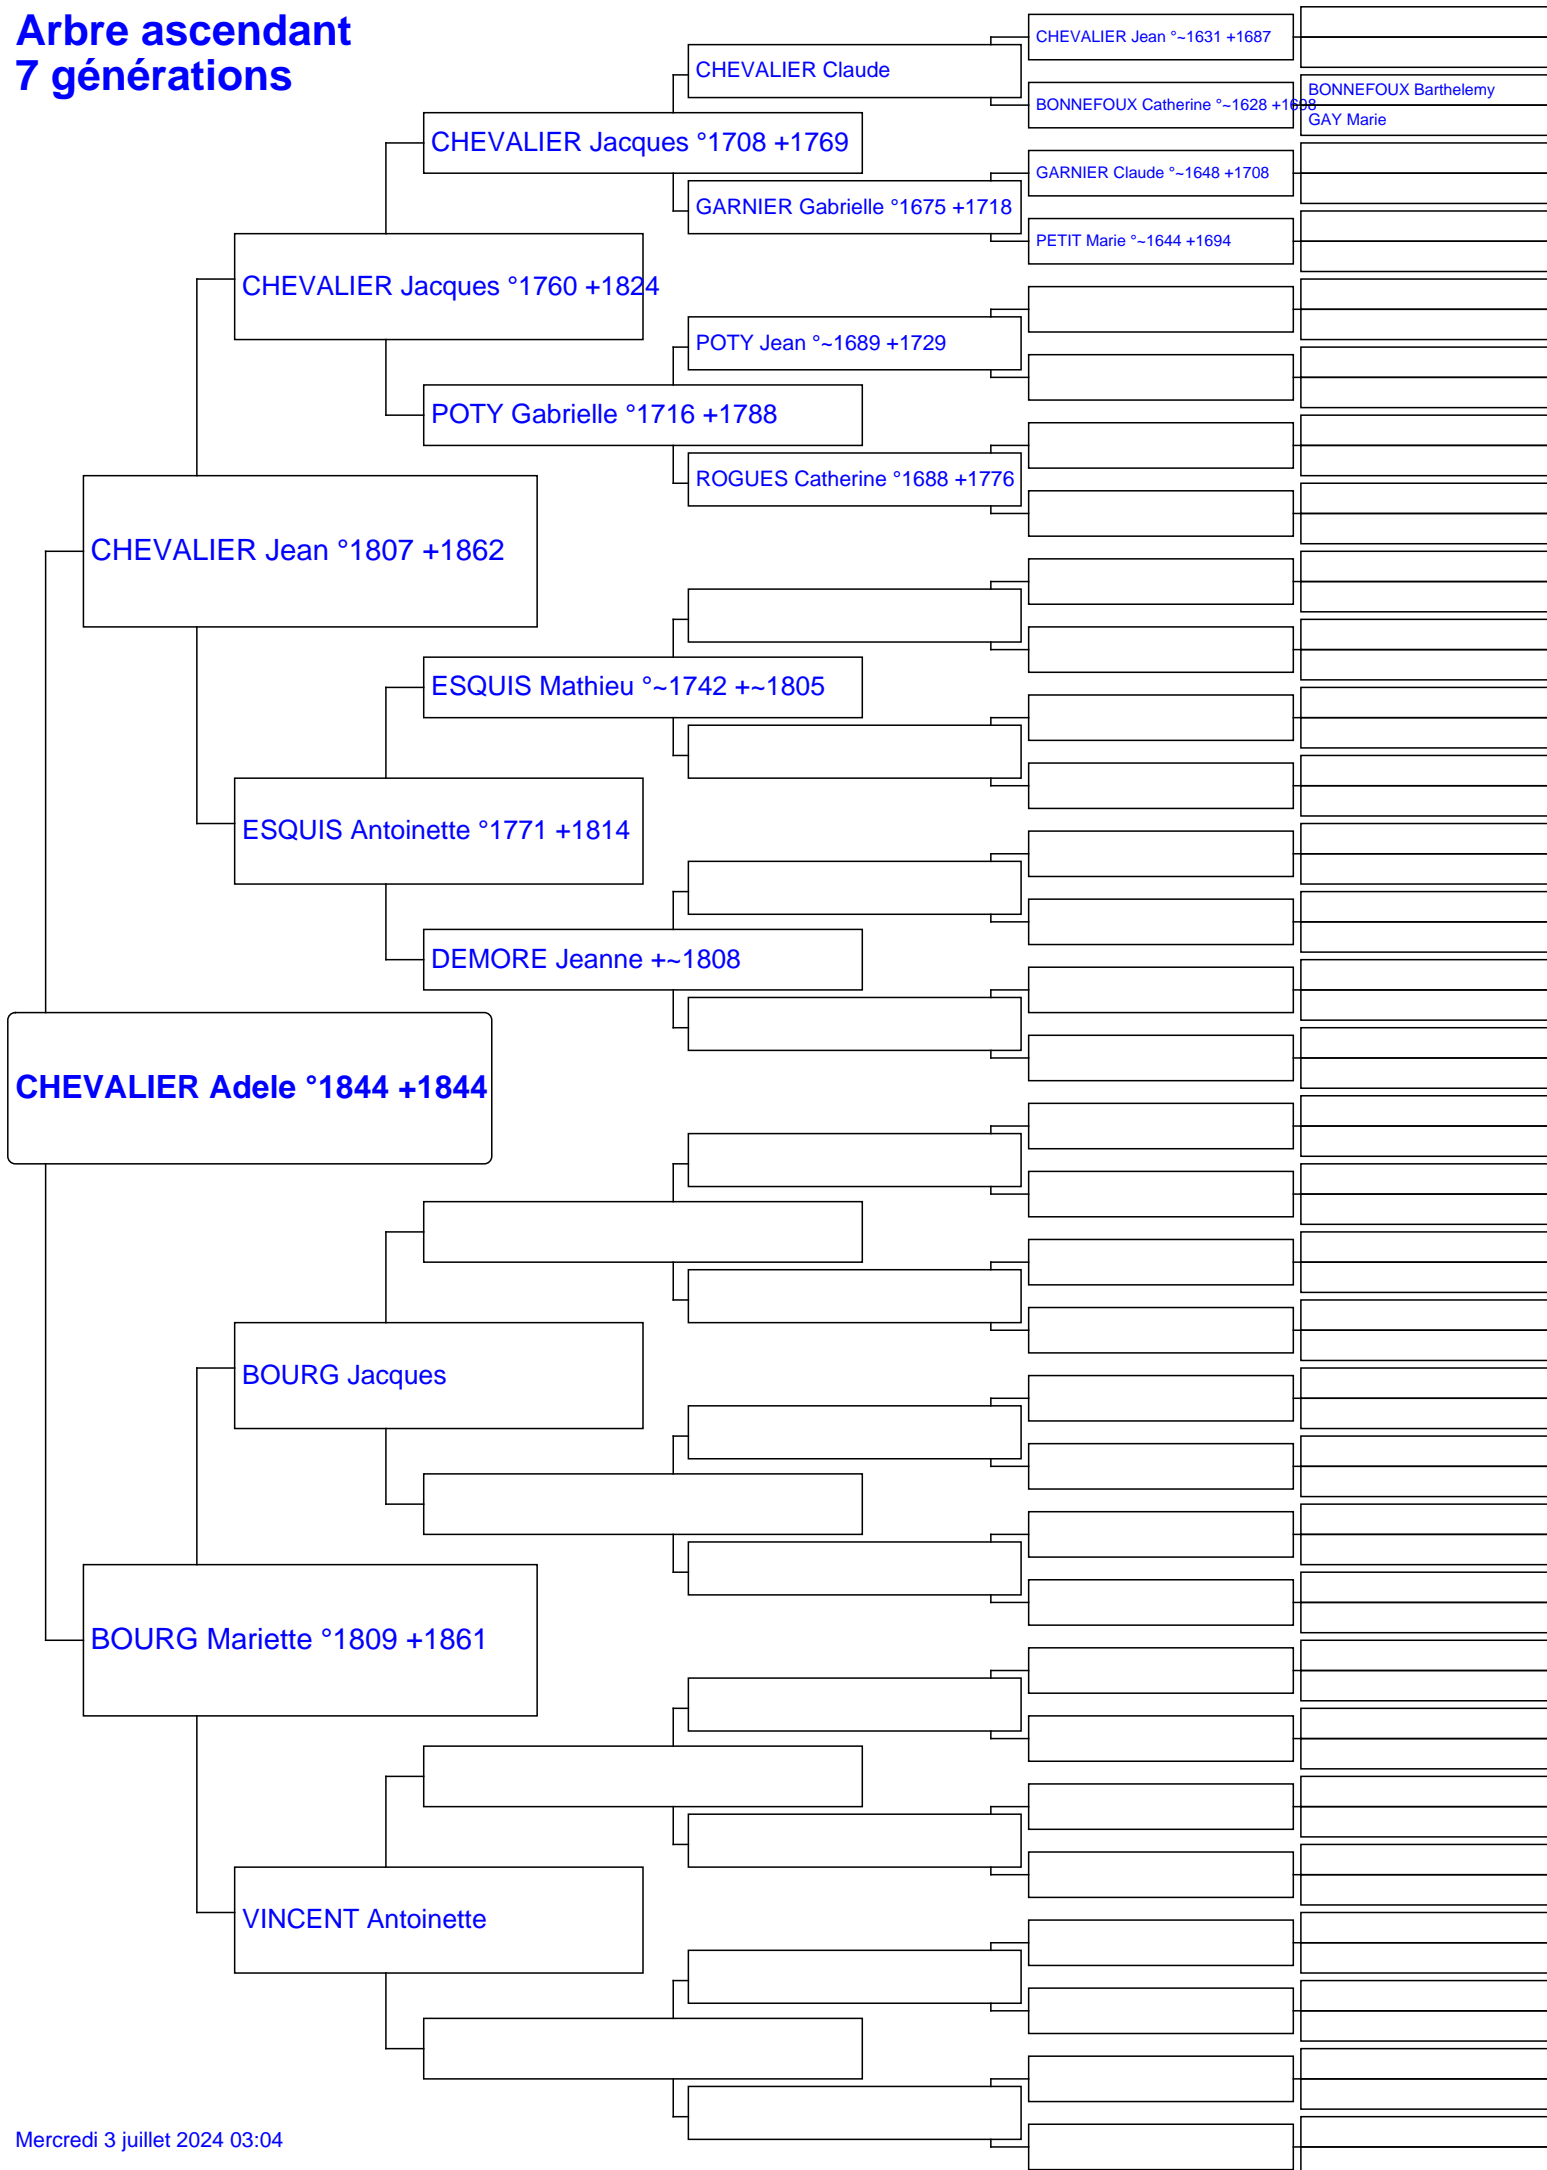 Arbre ascendant
7 générations
CHEVALIER Jean °~1631 +1687
CHEVALIER Claude
BONNEFOUX Barthelemy
BONNEFOUX Catherine °~1628 +1698
GAY Marie
CHEVALIER Jacques °1708 +1769
GARNIER Claude °~1648 +1708
GARNIER Gabrielle °1675 +1718
PETIT Marie °~1644 +1694
CHEVALIER Jacques °1760 +1824
POTY Jean °~1689 +1729
POTY Gabrielle °1716 +1788
ROGUES Catherine °1688 +1776
CHEVALIER Jean °1807 +1862
ESQUIS Mathieu °~1742 +~1805
ESQUIS Antoinette °1771 +1814
DEMORE Jeanne +~1808
CHEVALIER Adele °1844 +1844
BOURG Jacques
BOURG Mariette °1809 +1861
VINCENT Antoinette
Mercredi 3 juillet 2024 03:04